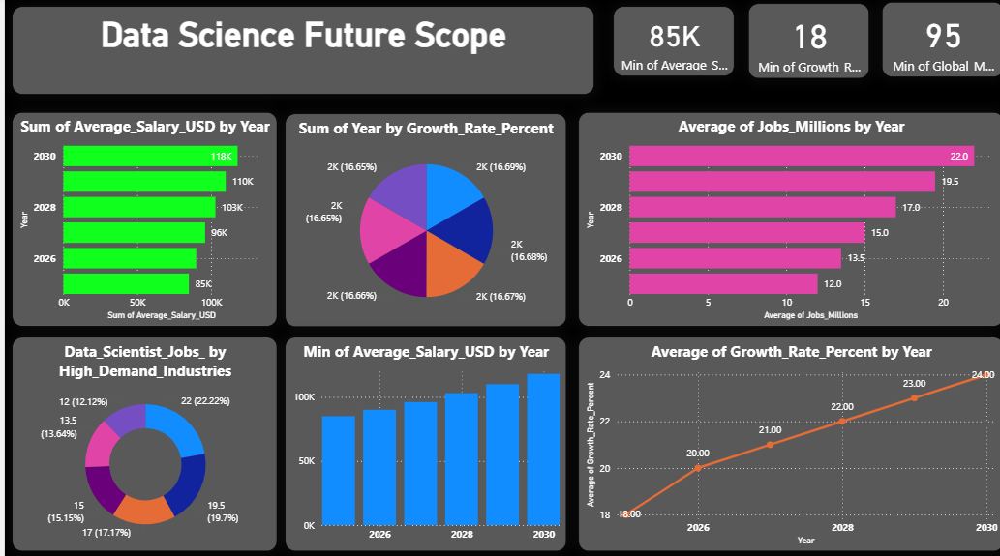 Data Science Future Scope
85K
Min of Average_S...
18
Min of Growth_R...
95
Min of Global_M...
Sum of Average_Salary_USD by Year
Year
2030
2028
2026
118K
110K
103K
96K
85K
0K
50K
100K
Sum of Average_Salary_USD
Sum of Year by Growth_Rate_Percent
2K (16.65%)
2K (16.69%)
2K
(16.65%)
2K
(16.68%)
2K (16.66%)
2K (16.67%)
Average of Jobs_Millions by Year
Year
2030
2028
2026
22.0
19.5
17.0
15.0
13.5
12.0
0
5
10
15
20
Average of Jobs_Millions
Data_Scientist_Jobs_ by
High_Demand_Industries
12 (12.12%)
22 (22.22%)
13.5
(13.64%)
19.5
(19.7%)
15
(15.15%)
17 (17.17%)
Min of Average_Salary_USD by Year
100K
50K
0K
2026
2028
2030
Average of Growth_Rate_Percent by Year
Average of Growth_Rate_Percent
24
22
20
18
18.00
20.00
21.00
22.00
23.00
24.00
2026
2028
2030
Year